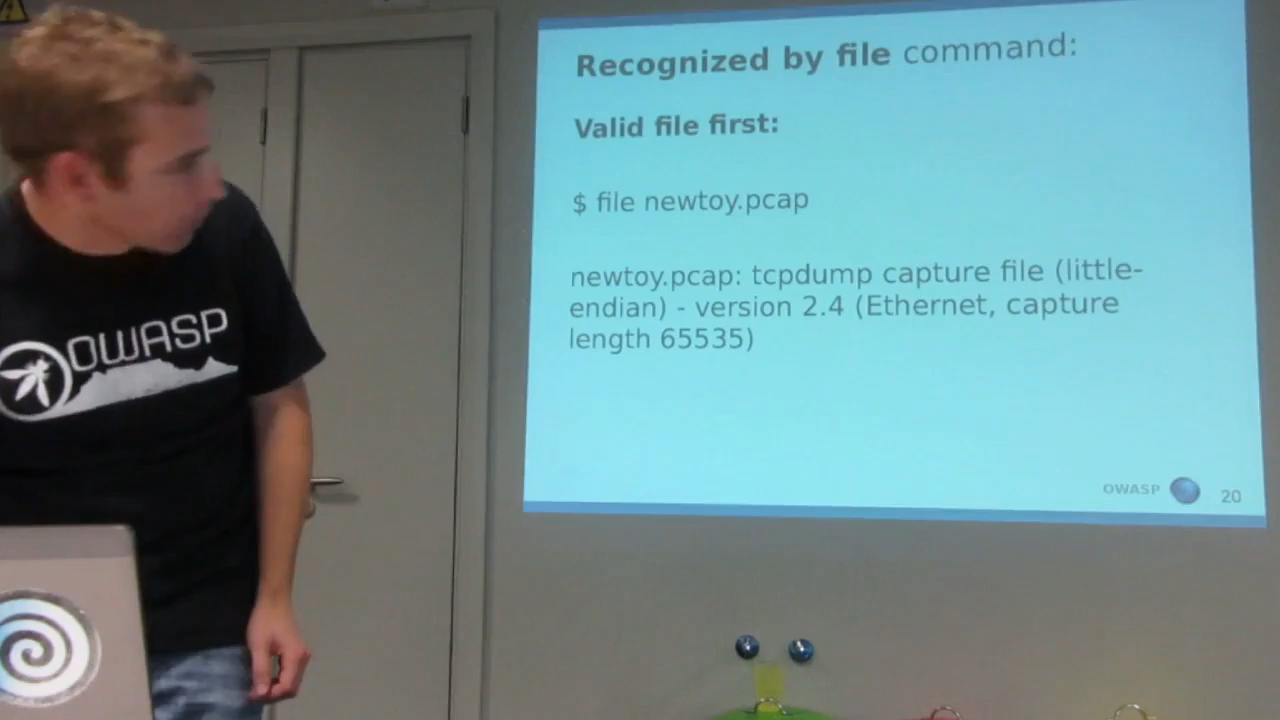 Recognized by file command:
Valid file first:
$ file newtoy.pcap
newtoy.pcap: tcpdump capture file (little-
endian) - version 2.4 (Ethernet, capture
length 65535)
OWASP
20
OWASP